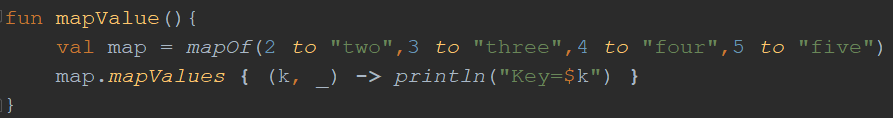 fun mapValue(){
    val map = mapOf(2 to "two",3 to "three",4 to "four",5 to "five")
    map.mapValues { (k, _) -> println("Key=$k") }
}